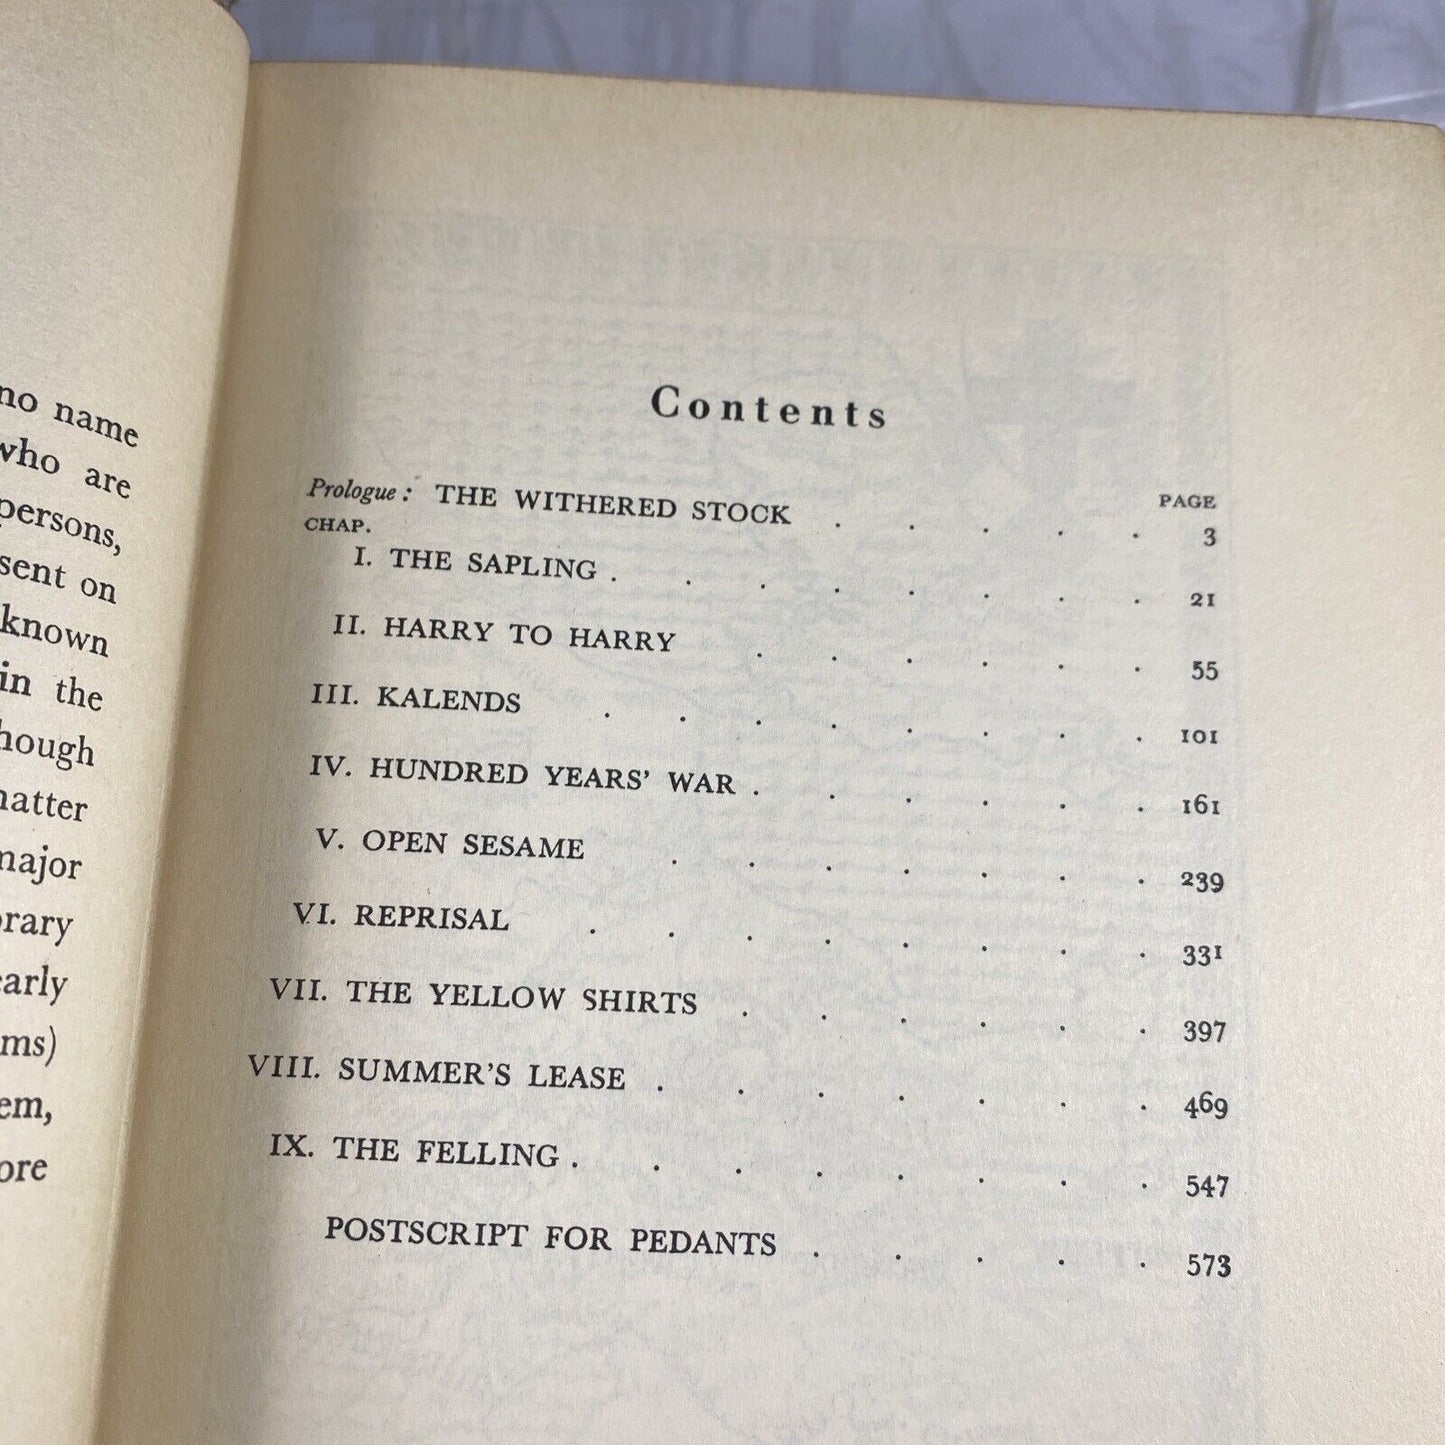 no name
who are
persons,
sent on
known
in the
hough
natter
major
orary
early
ms)
em,
ore
Contents
PAGE
Prologue: THE WITHERED STOCK . . . . . 3
CHAP.
I. THE SAPLING . . . . . . . . 21
II. HARRY TO HARRY . . . . . . 55
III. KALENDS . . . . . . . . 101
IV. HUNDRED YEARS' WAR . . . . . . 161
V. OPEN SESAME . . . . . . . 239
VI. REPRISAL . . . . . . . . 331
VII. THE YELLOW SHIRTS . . . . . . 397
VIII. SUMMER'S LEASE . . . . . . . 469
IX. THE FELLING . . . . . . . . 547
POSTSCRIPT FOR PEDANTS . . . . . 573